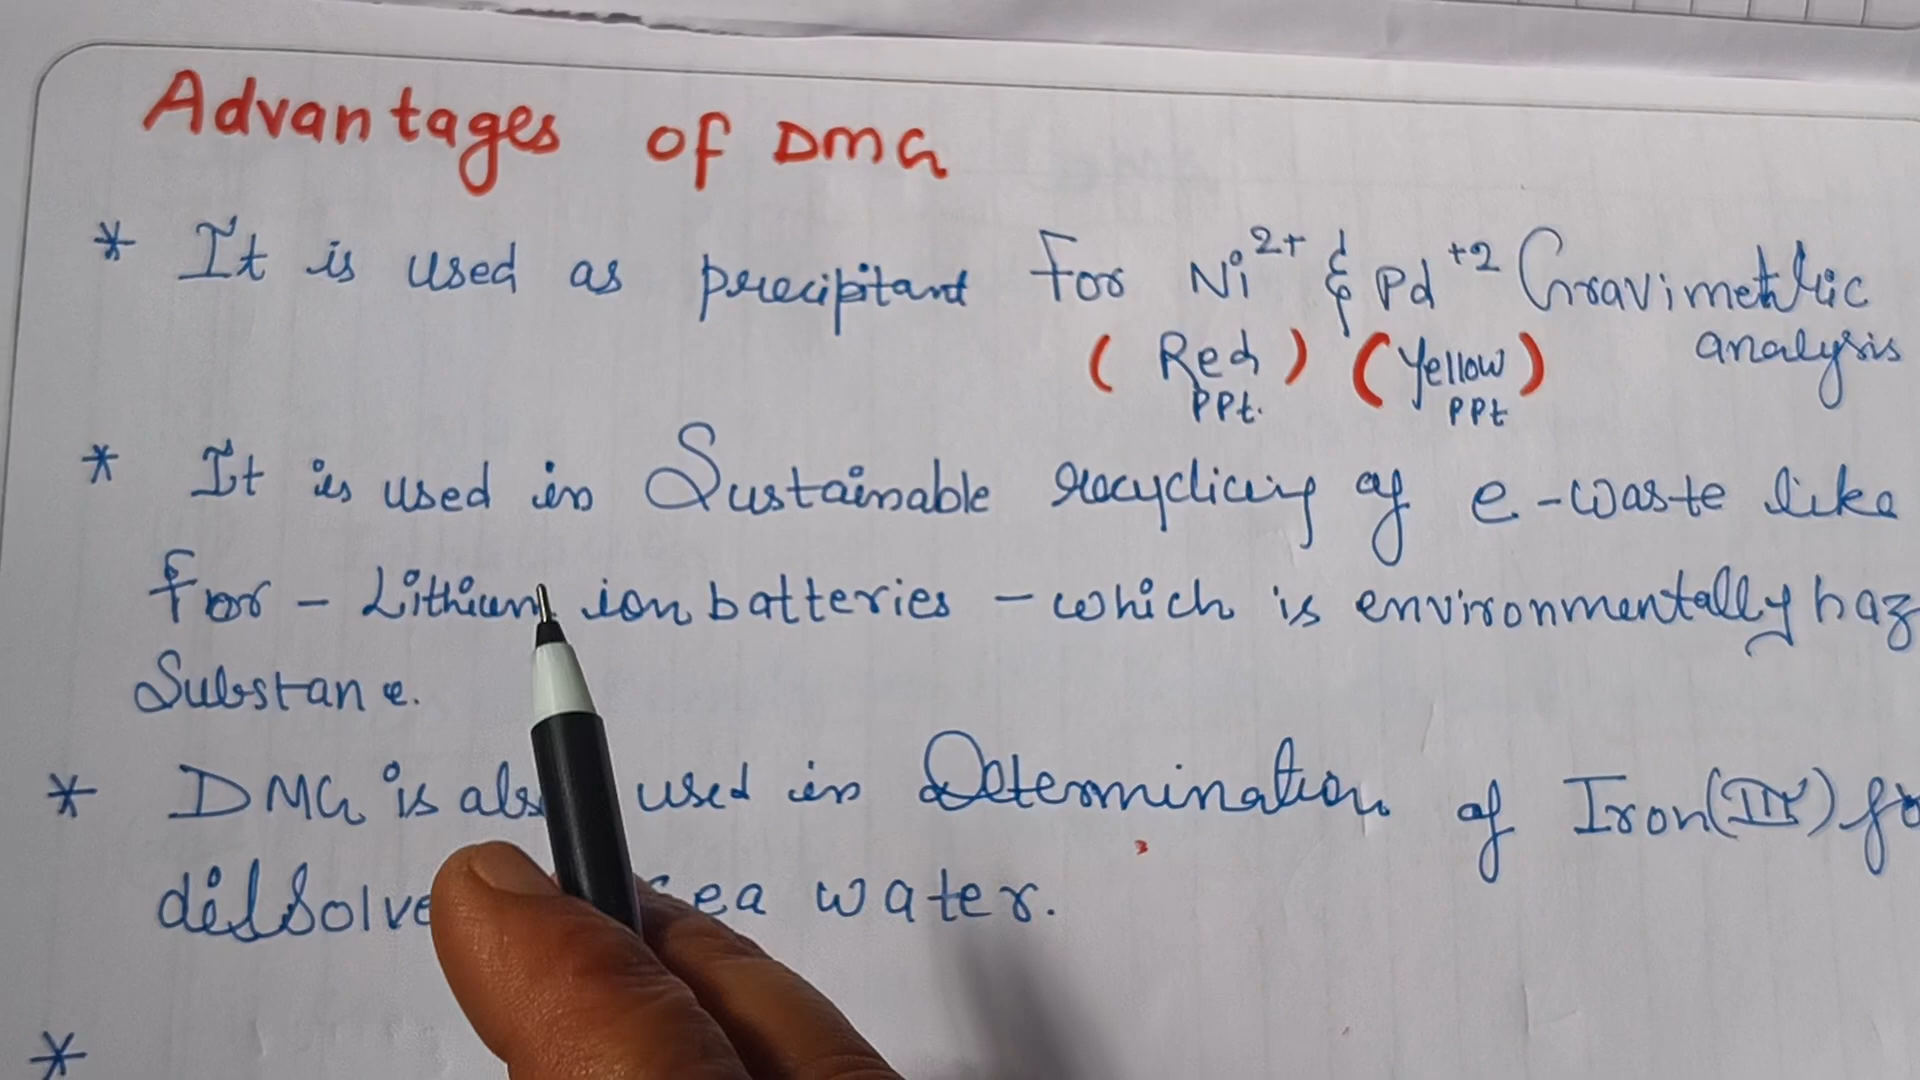 Advantages of DMG
* It is used as precipitant For Ni2+ & Pd+2 Gravimetric
( Red ) (Yellow) analysis
PPt. PPt
* It is used in Sustainable recyclicing of e-waste like
For - Lithium ion batteries - which is environmentally haz
Substance.
* DMG is also used in Determination of Iron(III)
dissolve sea water.
*